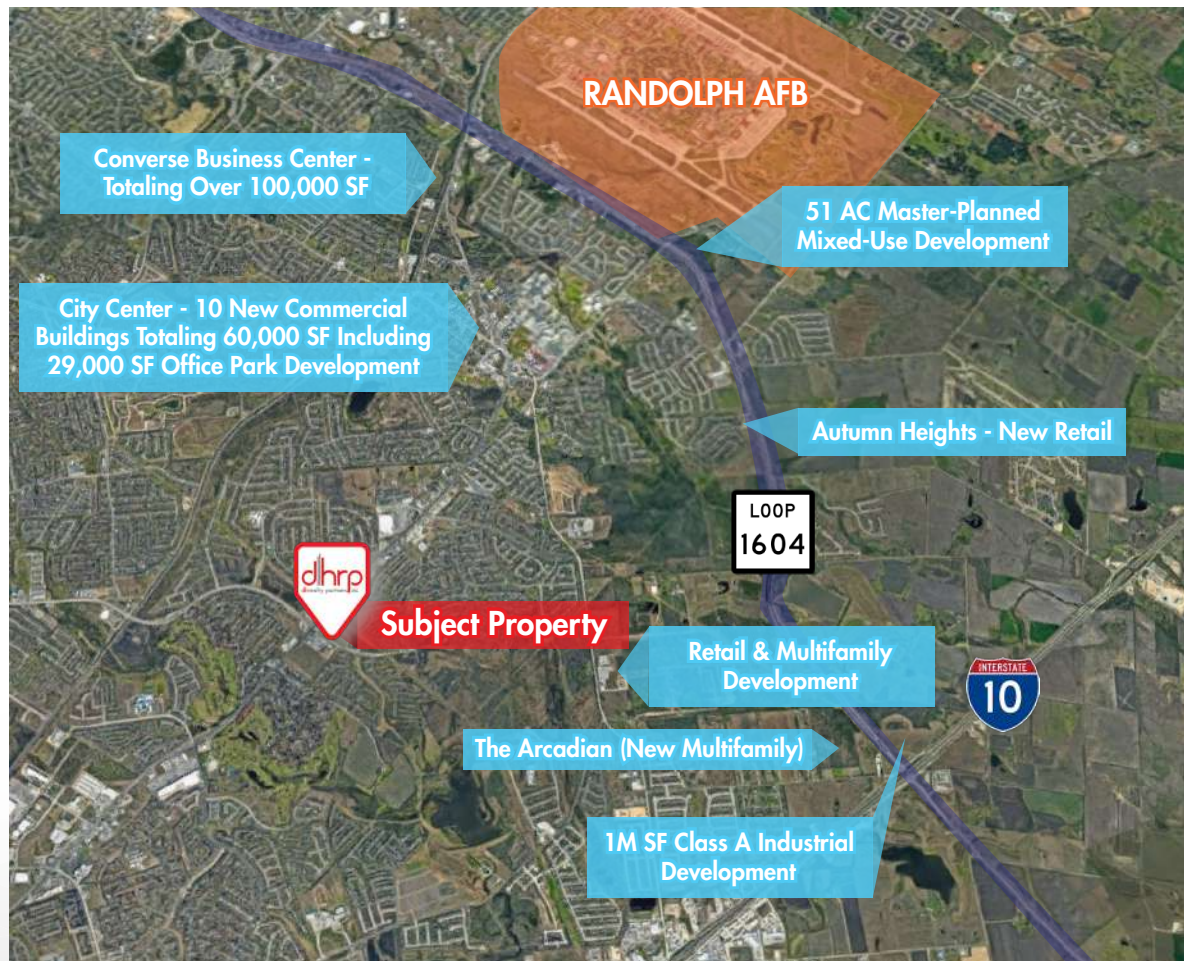 RANDOLPH AFB
Converse Business Center -
Totaling Over 100,000 SF
51 AC Master-Planned
Mixed-Use Development
City Center - 10 New Commercial
Buildings Totaling 60,000 SF Including
29,000 SF Office Park Development
Autumn Heights - New Retail
LOOP
1604
dhrp
Subject Property
Retail & Multifamily
Development
INTERSTATE
10
The Arcadian (New Multifamily)
1M SF Class A Industrial
Development